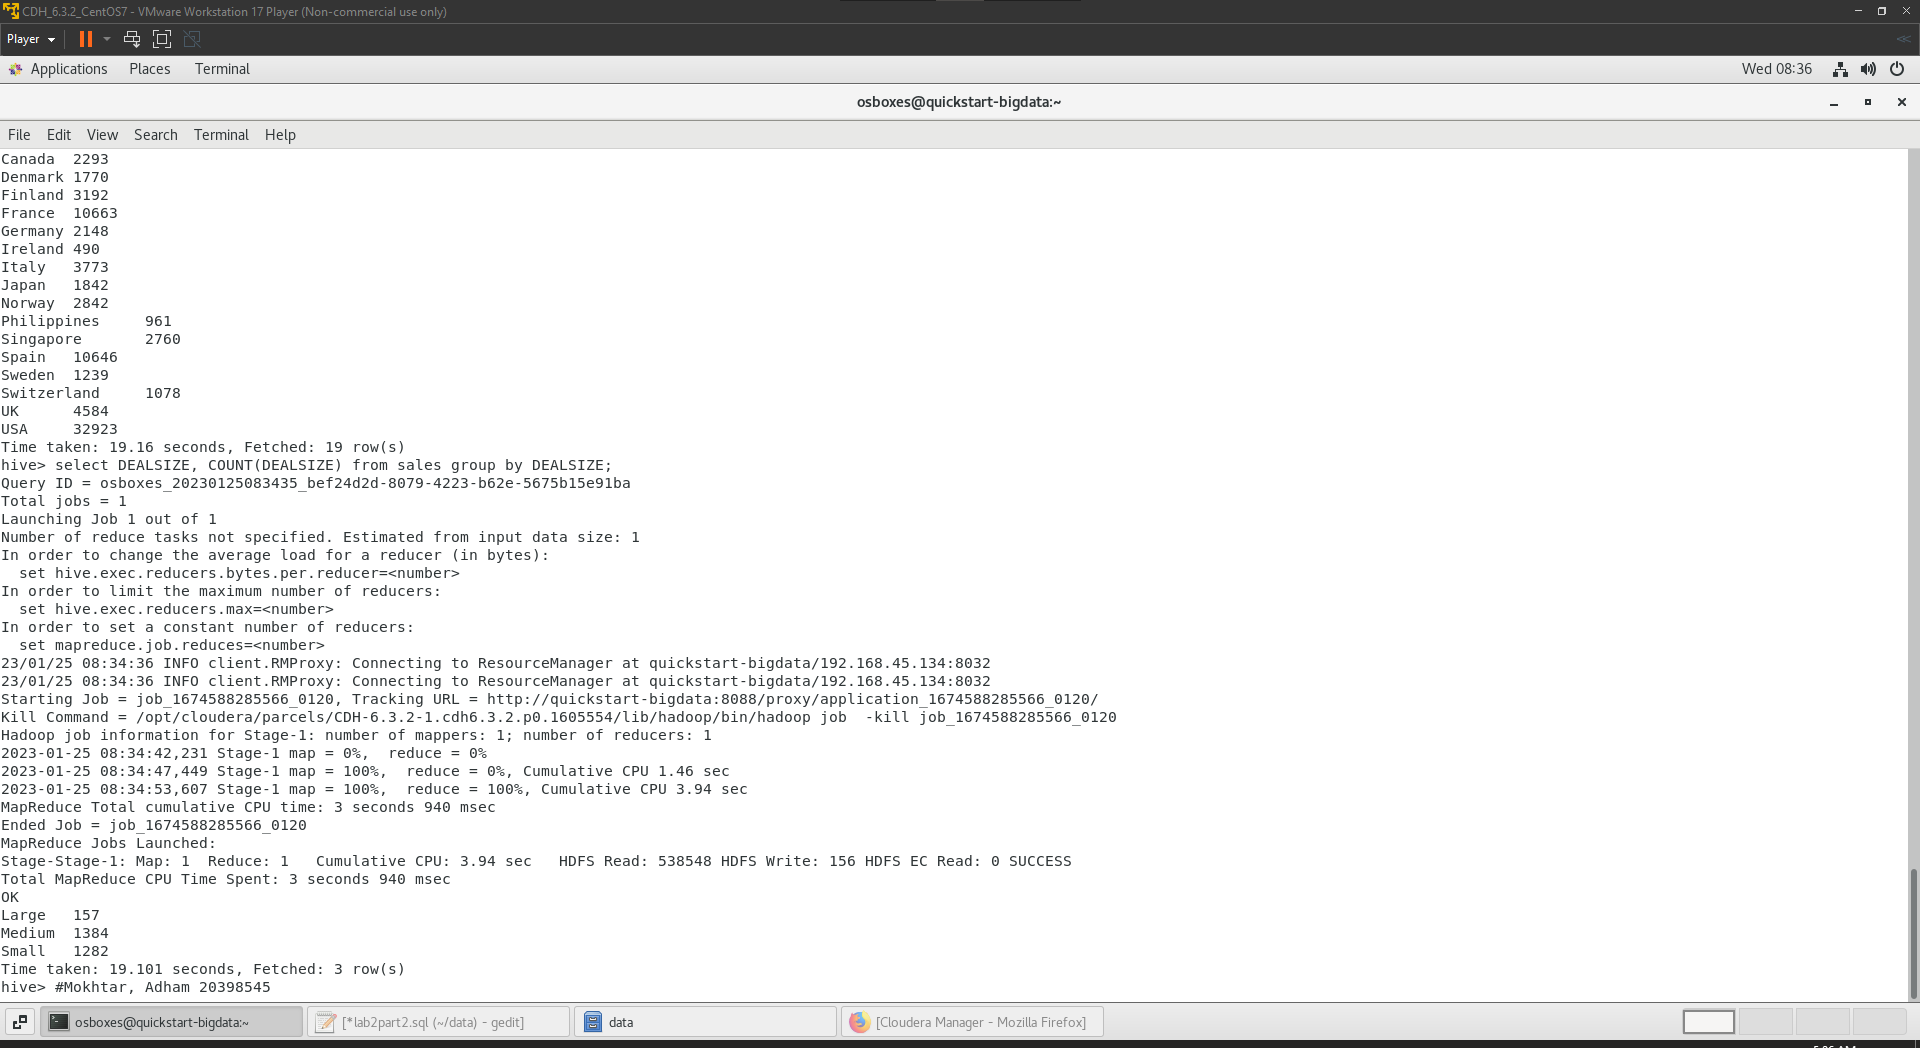 CDH_6.3.2_CentOS7 - VMware Workstation 17 Player (Non-commercial use only)
Player
Applications Places Terminal Wed 08:36
osboxes@quickstart-bigdata:~
File Edit View Search Terminal Help
Canada 2293
Denmark 1770
Finland 3192
France 10663
Germany 2148
Ireland 490
Italy 3773
Japan 1842
Norway 2842
Philippines 961
Singapore 2760
Spain 10646
Sweden 1239
Switzerland 1078
UK 4584
USA 32923
Time taken: 19.16 seconds, Fetched: 19 row(s)
hive> select DEALSIZE, COUNT(DEALSIZE) from sales group by DEALSIZE;
Query ID = osboxes_20230125083435_bef24d2d-8079-4223-b62e-5675b15e91ba
Total jobs = 1
Launching Job 1 out of 1
Number of reduce tasks not specified. Estimated from input data size: 1
In order to change the average load for a reducer (in bytes):
  set hive.exec.reducers.bytes.per.reducer=<number>
In order to limit the maximum number of reducers:
  set hive.exec.reducers.max=<number>
In order to set a constant number of reducers:
  set mapreduce.job.reduces=<number>
23/01/25 08:34:36 INFO client.RMProxy: Connecting to ResourceManager at quickstart-bigdata/192.168.45.134:8032
23/01/25 08:34:36 INFO client.RMProxy: Connecting to ResourceManager at quickstart-bigdata/192.168.45.134:8032
Starting Job = job_1674588285566_0120, Tracking URL = http://quickstart-bigdata:8088/proxy/application_1674588285566_0120/
Kill Command = /opt/cloudera/parcels/CDH-6.3.2-1.cdh6.3.2.p0.1605554/lib/hadoop/bin/hadoop job  -kill job_1674588285566_0120
Hadoop job information for Stage-1: number of mappers: 1; number of reducers: 1
2023-01-25 08:34:42,231 Stage-1 map = 0%,  reduce = 0%
2023-01-25 08:34:47,449 Stage-1 map = 100%,  reduce = 0%, Cumulative CPU 1.46 sec
2023-01-25 08:34:53,607 Stage-1 map = 100%,  reduce = 100%, Cumulative CPU 3.94 sec
MapReduce Total cumulative CPU time: 3 seconds 940 msec
Ended Job = job_1674588285566_0120
MapReduce Jobs Launched:
Stage-Stage-1: Map: 1  Reduce: 1   Cumulative CPU: 3.94 sec   HDFS Read: 538548 HDFS Write: 156 HDFS EC Read: 0 SUCCESS
Total MapReduce CPU Time Spent: 3 seconds 940 msec
OK
Large 157
Medium 1384
Small 1282
Time taken: 19.101 seconds, Fetched: 3 row(s)
hive> #Mokhtar, Adham 20398545
osboxes@quickstart-bigdata:~ [*lab2part2.sql (~/data) - gedit] data [Cloudera Manager - Mozilla Firefox]